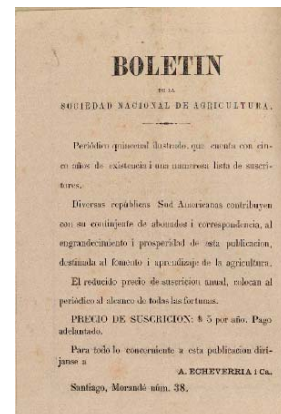 BOLETIN
DE LA
SOCIEDAD NACIONAL DE AGRICULTURA.
Periódico quincenal ilustrado, que cuenta con cin-
co años de existencia i una numerosa lista de suscri-
tores.
Diversas repúblicas Sud Americanas contribuyen
con su continjente de abonados i correspondencia, al
engrandecimiento i prosperidad de esta publicacion,
destinada al fomento i aprendizaje de la agricultura.
El reducido precio de suscricion anual, colocan al
periódico al alcance de todas las fortunas.
PRECIO DE SUSCRICION: $ 5 por año. Pago
adelantado.
Para todo lo concerniente a esta publicacion diri-
janse a
A. ECHEVERRIA i Ca.
Santiago, Morandé núm. 38.